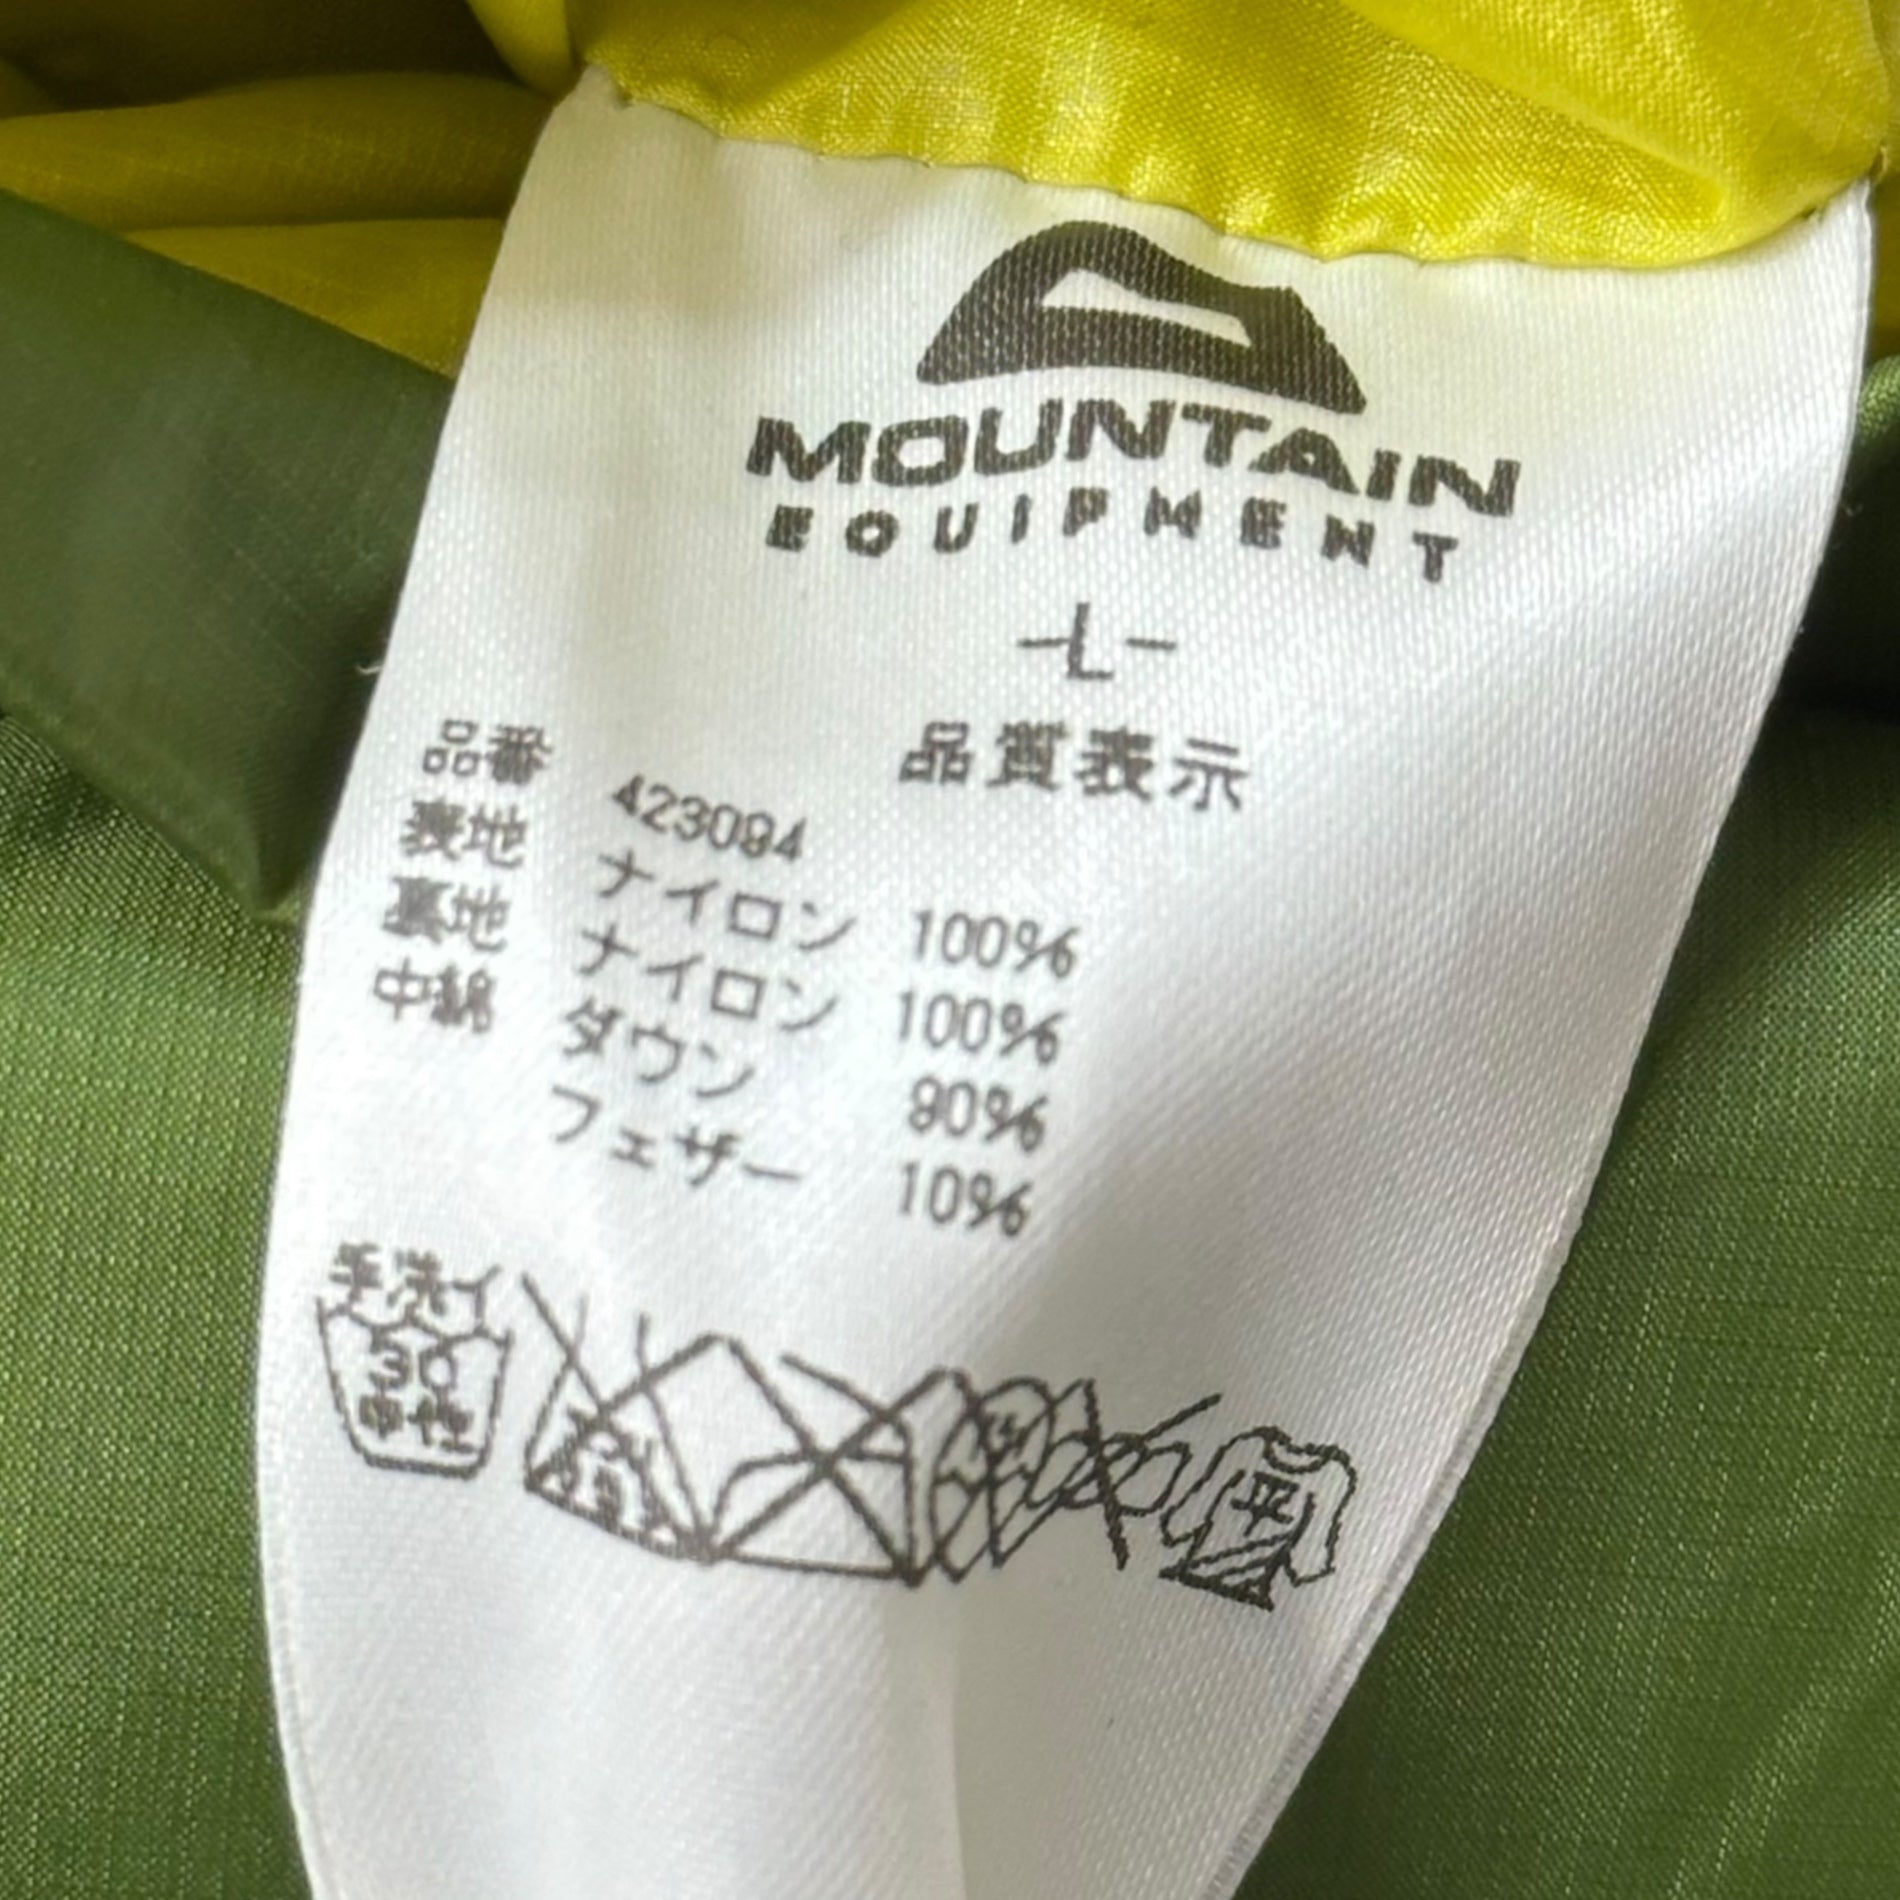 MOUNTAIN
EQUIPMENT
-L-
品質表示
品番 423094
表地 ナイロン 100%
裏地 ナイロン 100%
中綿 ダウン 90%
フェザー 10%
手洗イ
30
中性
平